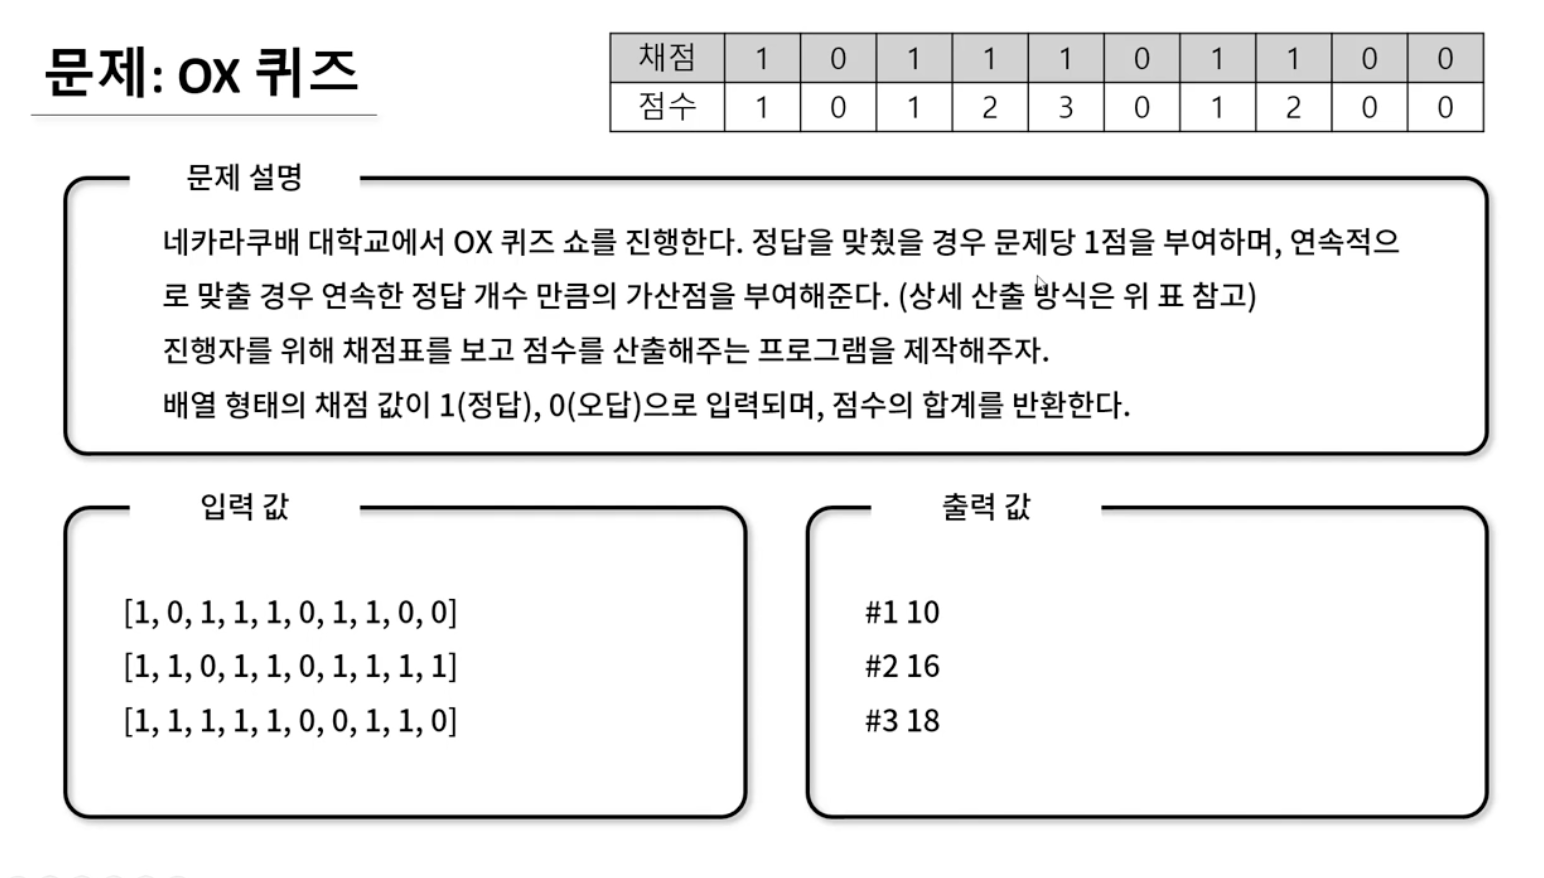 문제: OX 퀴즈
채점 1 0 1 1 1 0 1 1 0 0
점수 1 0 1 2 3 0 1 2 0 0
문제 설명
네카라쿠배 대학교에서 OX 퀴즈 쇼를 진행한다. 정답을 맞췄을 경우 문제당 1점을 부여하며, 연속적으
로 맞출 경우 연속한 정답 개수 만큼의 가산점을 부여해준다. (상세 산출 방식은 위 표 참고)
진행자를 위해 채점표를 보고 점수를 산출해주는 프로그램을 제작해주자.
배열 형태의 채점 값이 1(정답), 0(오답)으로 입력되며, 점수의 합계를 반환한다.
입력 값
[1, 0, 1, 1, 1, 0, 1, 1, 0, 0]
[1, 1, 0, 1, 1, 0, 1, 1, 1, 1]
[1, 1, 1, 1, 1, 0, 0, 1, 1, 0]
출력 값
#1 10
#2 16
#3 18